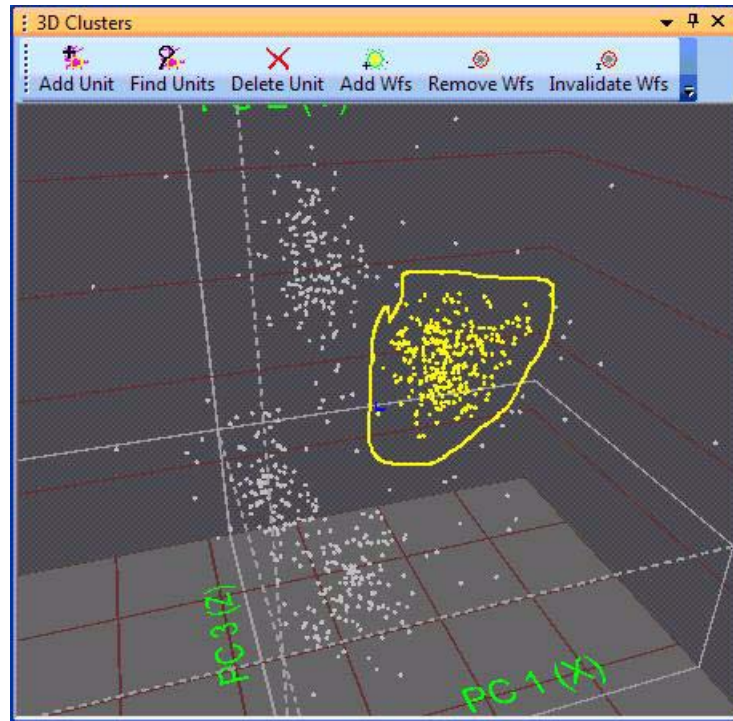 3D Clusters
Add Unit Find Units Delete Unit Add Wfs Remove Wfs Invalidate Wfs
PC 3 (Z)
PC 1 (X)